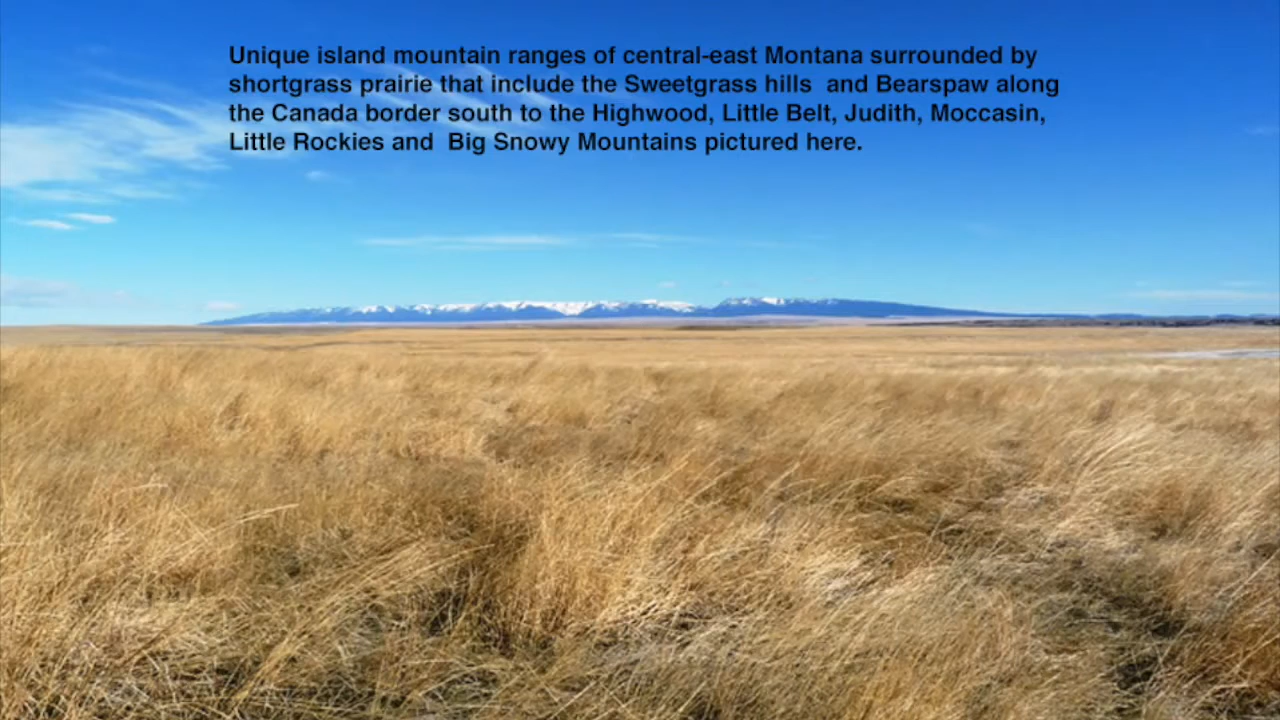 Unique island mountain ranges of central-east Montana surrounded by
shortgrass prairie that include the Sweetgrass hills  and Bearspaw along
the Canada border south to the Highwood, Little Belt, Judith, Moccasin,
Little Rockies and  Big Snowy Mountains pictured here.